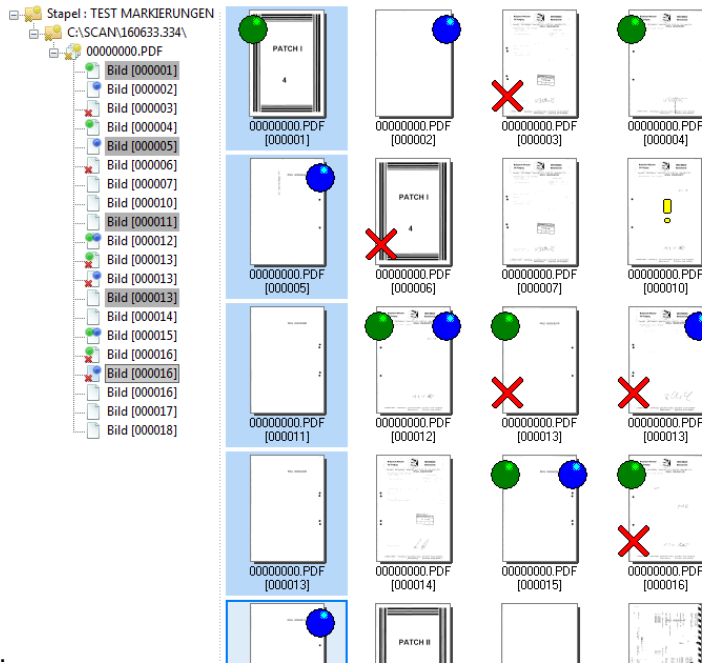 Stapel : TEST MARKIERUNGEN
C:\SCAN\160633.334\
00000000.PDF
Bild [000001]
Bild [000002]
Bild [000003]
Bild [000004]
Bild [000005]
Bild [000006]
Bild [000007]
Bild [000010]
Bild [000011]
Bild [000012]
Bild [000013]
Bild [000013]
Bild [000013]
Bild [000014]
Bild [000015]
Bild [000016]
Bild [000016]
Bild [000016]
Bild [000017]
Bild [000018]
PATCH I
4
00000000.PDF
[000001]
00000000.PDF
[000002]
00000000.PDF
[000003]
00000000.PDF
[000004]
00000000.PDF
[000005]
PATCH I
4
00000000.PDF
[000006]
00000000.PDF
[000007]
00000000.PDF
[000010]
00000000.PDF
[000011]
00000000.PDF
[000012]
00000000.PDF
[000013]
00000000.PDF
[000013]
00000000.PDF
[000013]
00000000.PDF
[000014]
00000000.PDF
[000015]
00000000.PDF
[000016]
PATCH II